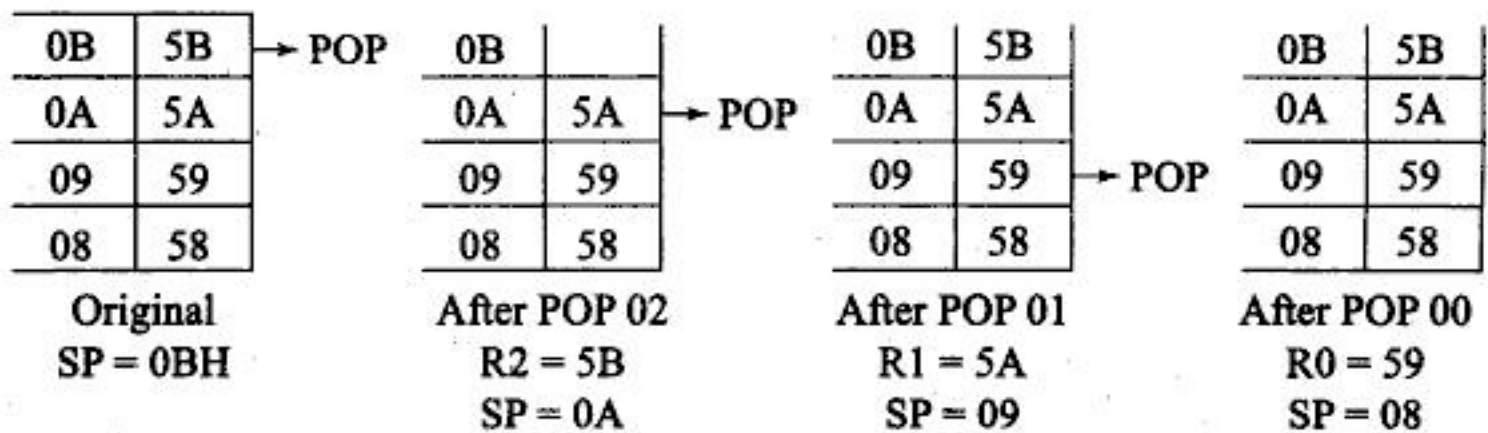 0B 5B → POP 0B 0B 5B 0B 5B
0A 5A 0A 5A → POP 0A 5A 0A 5A
09 59 09 59 09 59 → POP 09 59
08 58 08 58 08 58 08 58
Original After POP 02 After POP 01 After POP 00
SP = 0BH R2 = 5B R1 = 5A R0 = 59
SP = 0A SP = 09 SP = 08